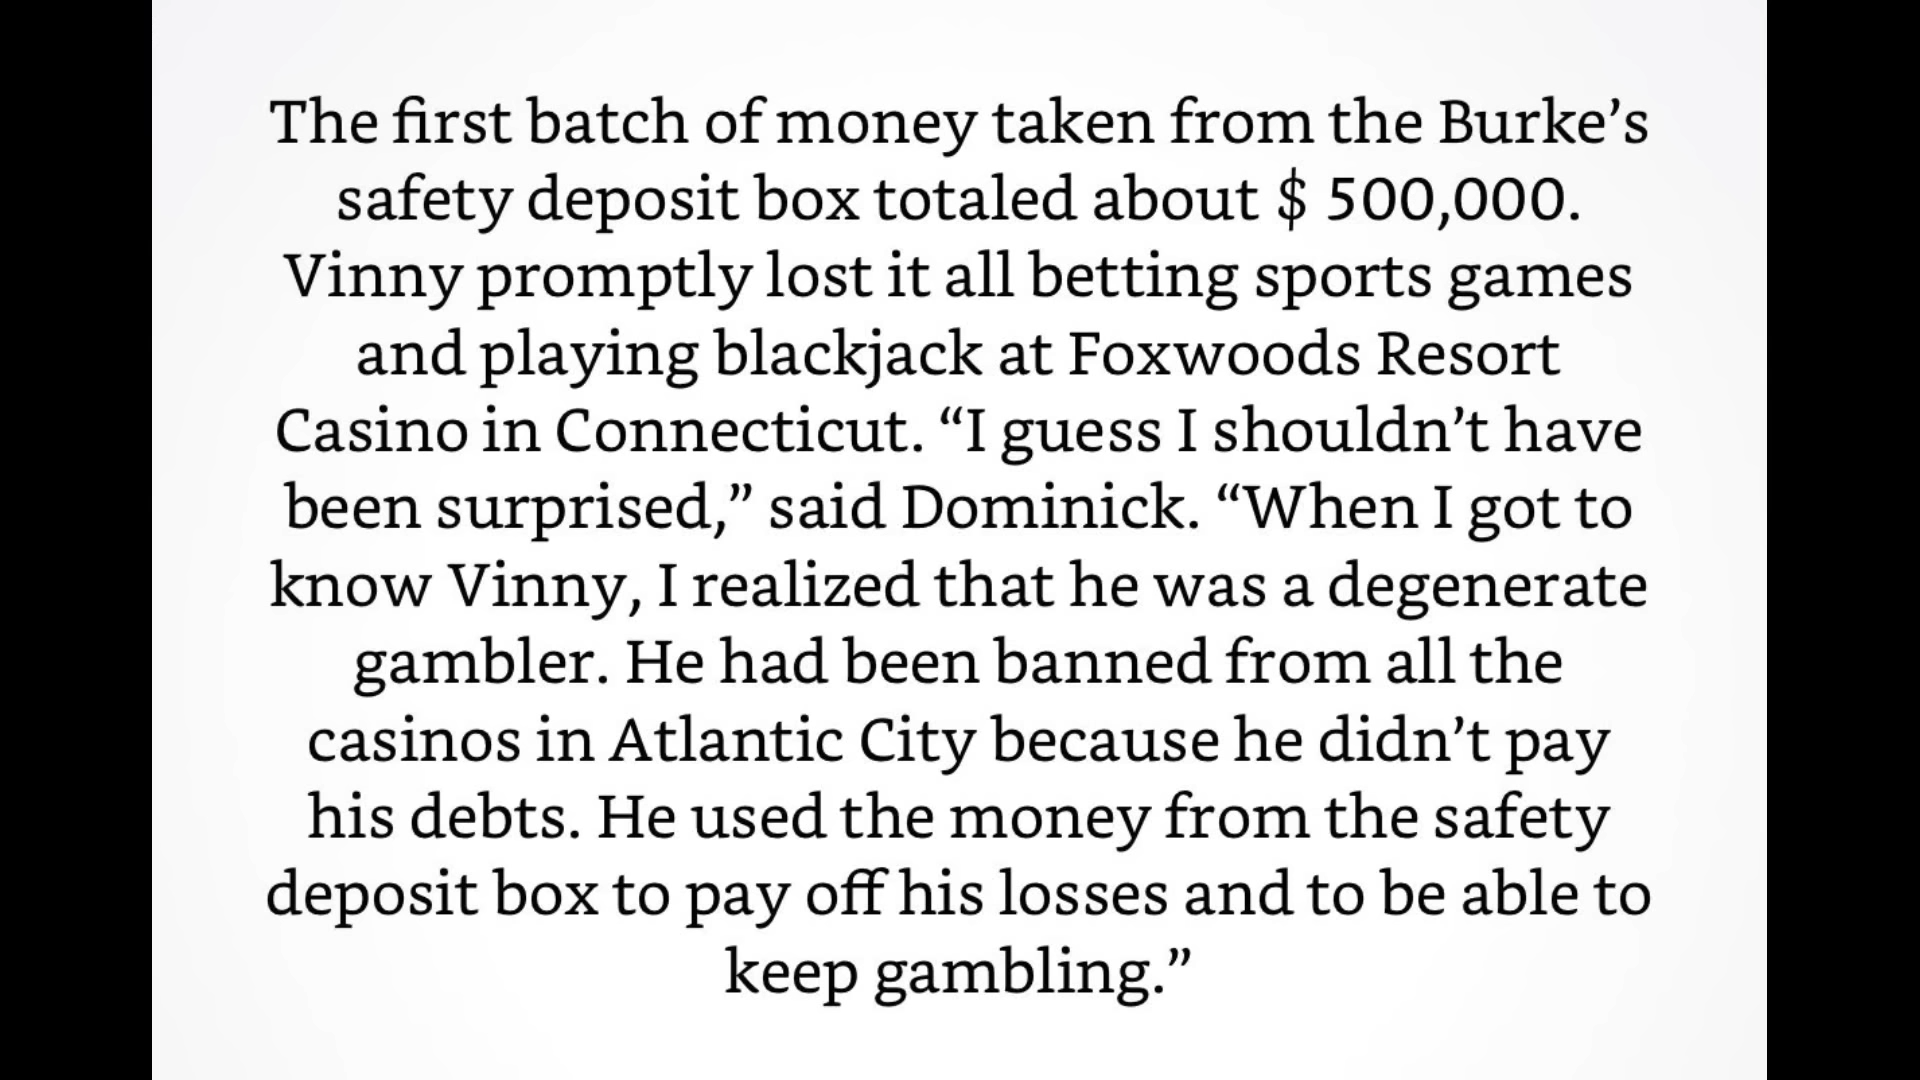 The first batch of money taken from the Burke’s
safety deposit box totaled about $ 500,000.
Vinny promptly lost it all betting sports games
and playing blackjack at Foxwoods Resort
Casino in Connecticut. “I guess I shouldn’t have
been surprised,” said Dominick. “When I got to
know Vinny, I realized that he was a degenerate
gambler. He had been banned from all the
casinos in Atlantic City because he didn’t pay
his debts. He used the money from the safety
deposit box to pay off his losses and to be able to
keep gambling.”